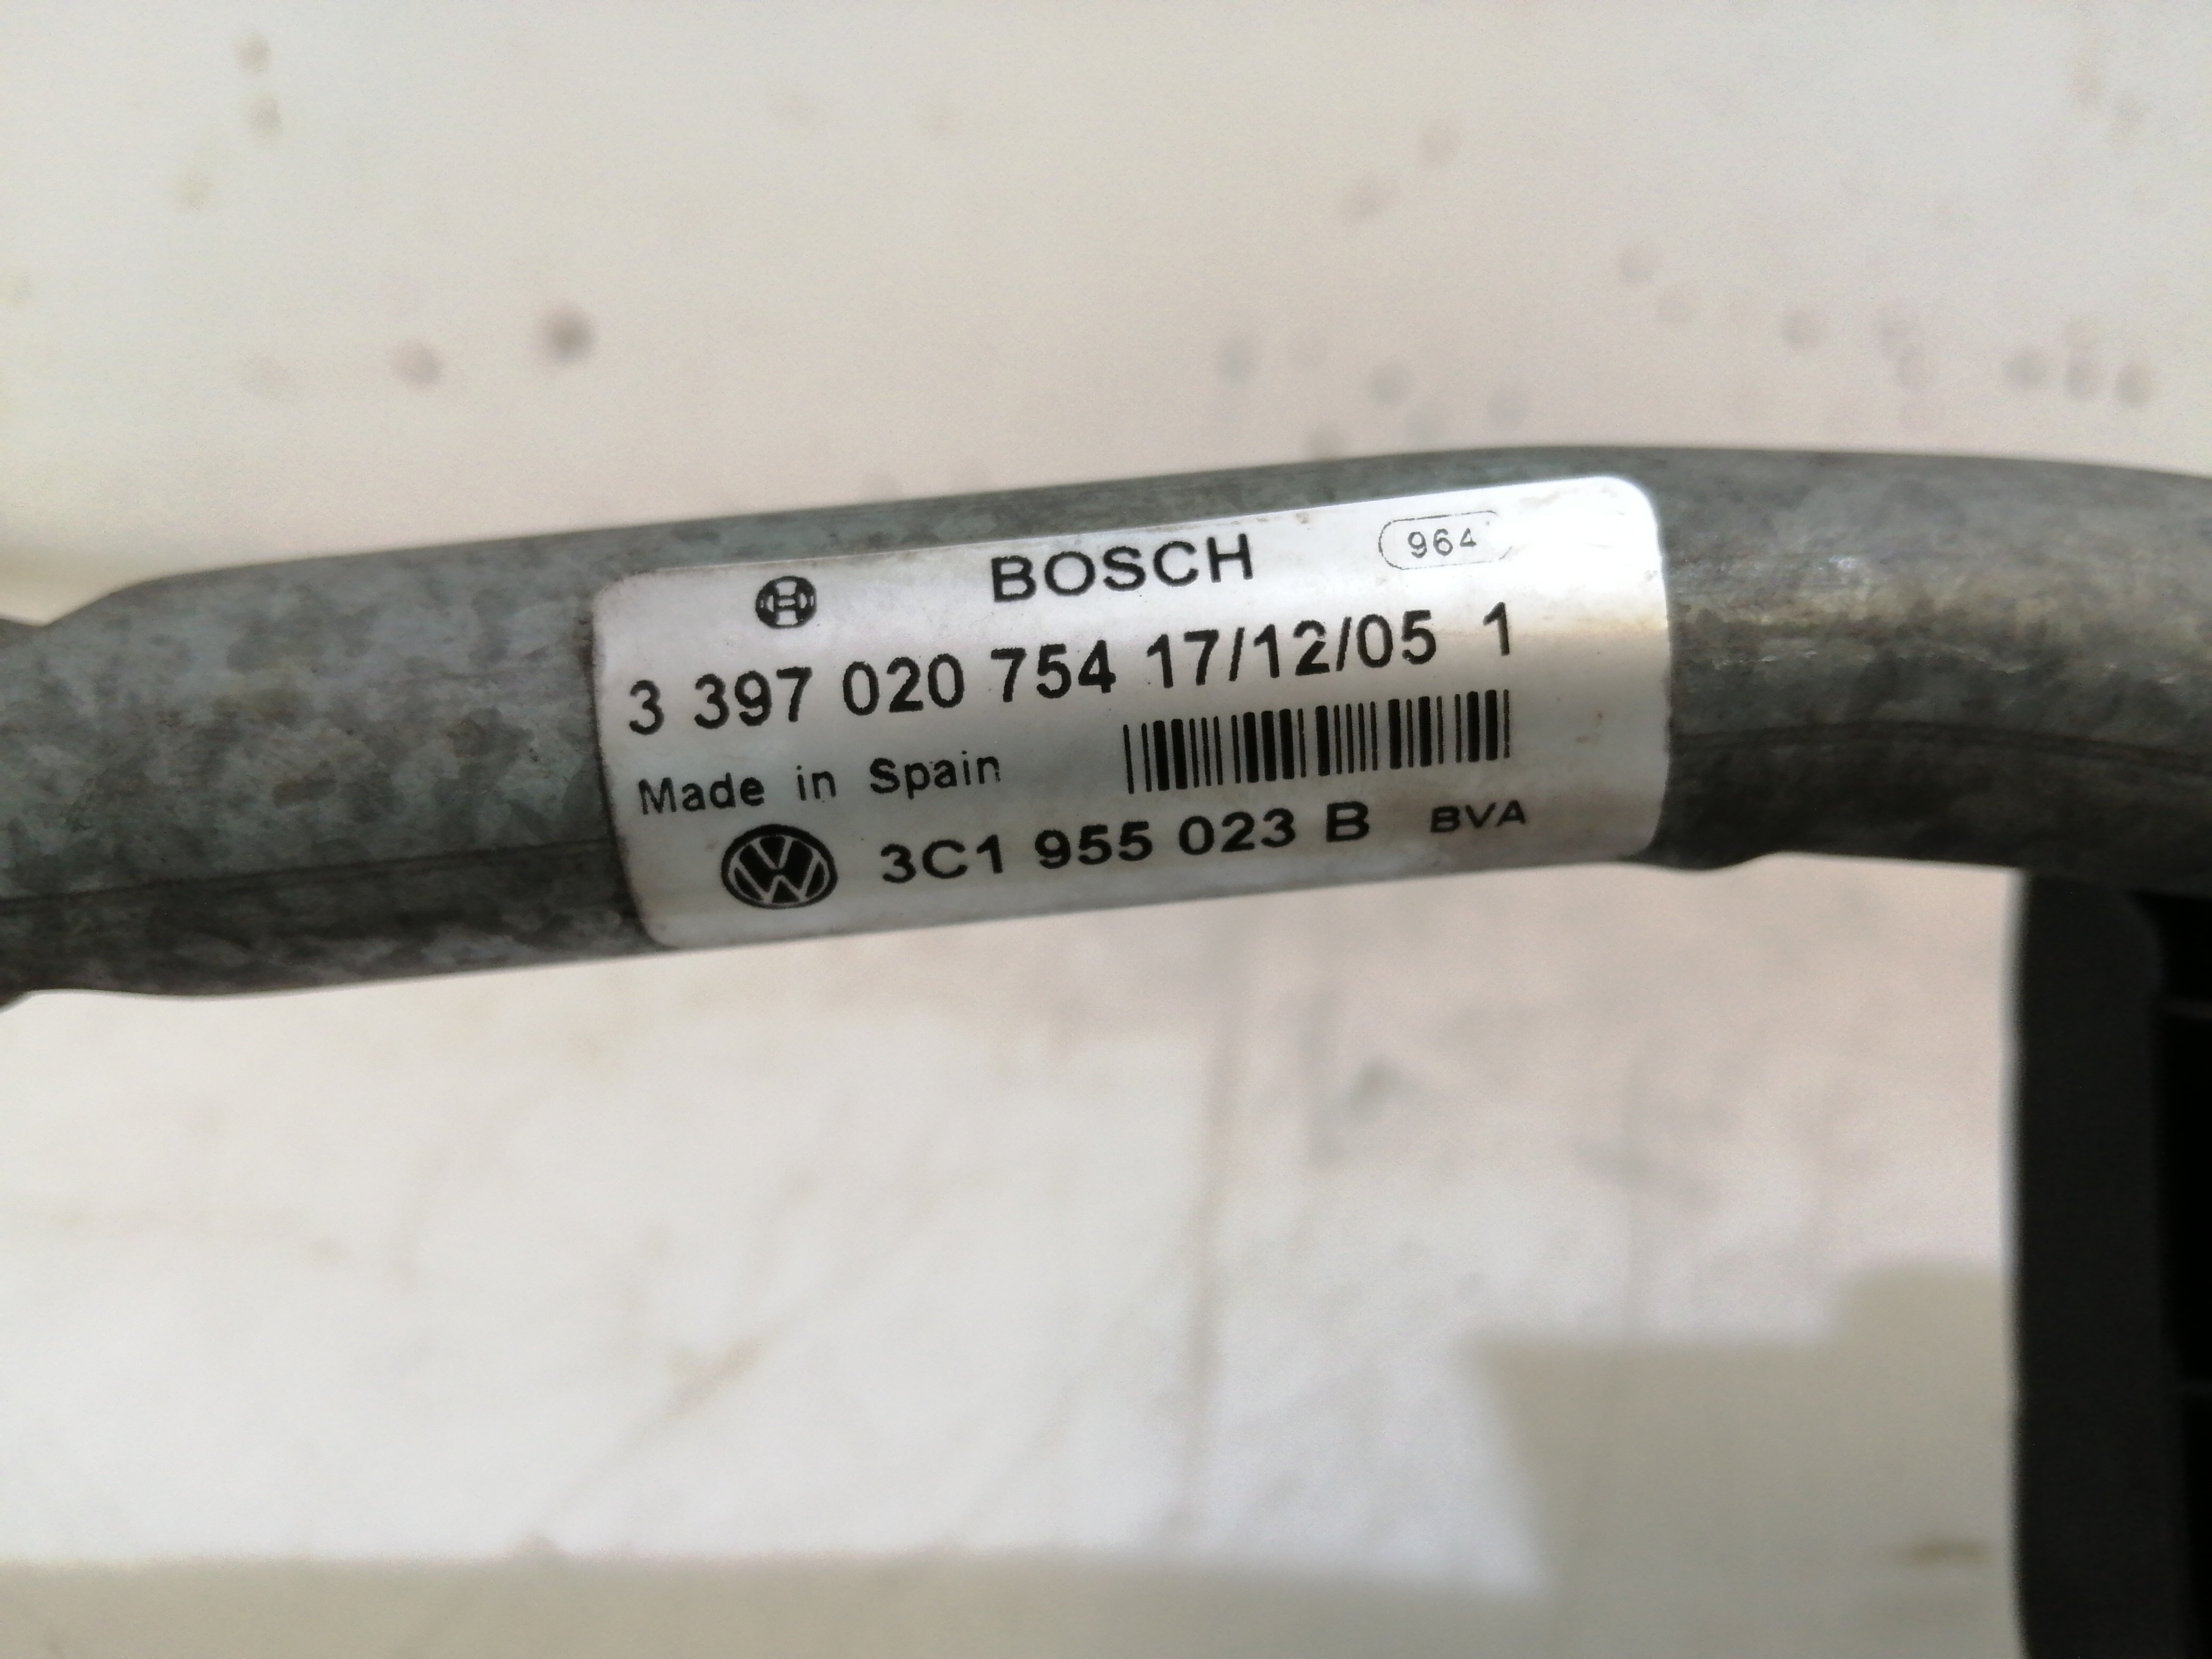 BOSCH 964
3 397 020 754 17/12/05 1
Made in Spain
3C1 955 023 B BVA